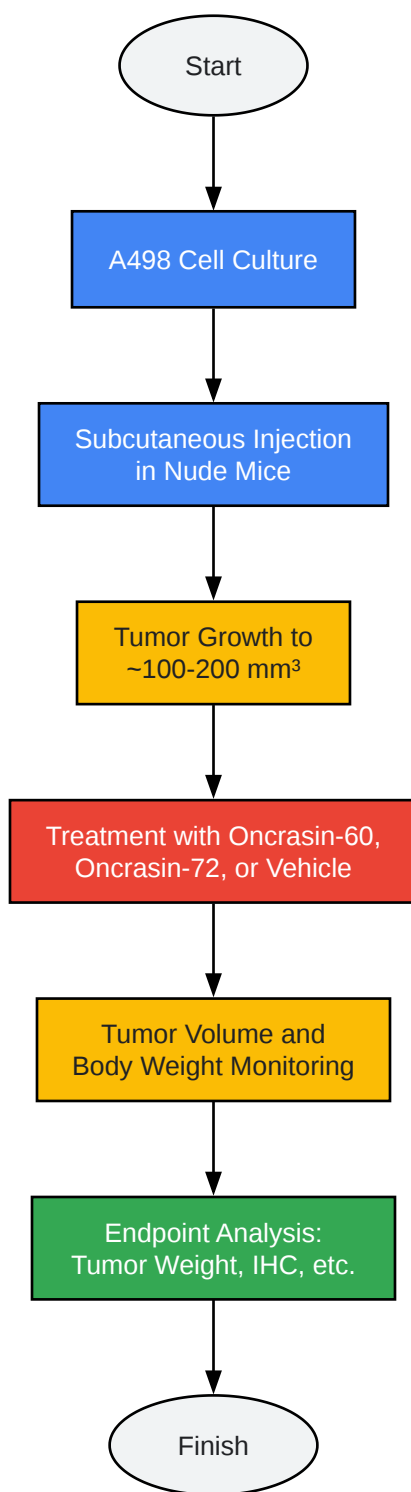 Start
A498 Cell Culture
Subcutaneous Injection
in Nude Mice
Tumor Growth to
~100-200 mm³
Treatment with Oncrasin-60,
Oncrasin-72, or Vehicle
Tumor Volume and
Body Weight Monitoring
Endpoint Analysis:
Tumor Weight, IHC, etc.
Finish